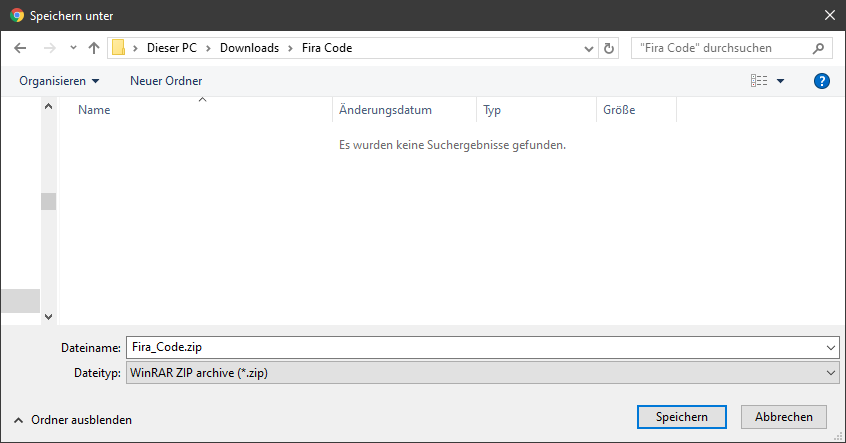 Speichern unter
Dieser PC > Downloads > Fira Code
"Fira Code" durchsuchen
Organisieren
Neuer Ordner
?
Name
Änderungsdatum
Typ
Größe
Es wurden keine Suchergebnisse gefunden.
Dateiname: Fira_Code.zip
Dateityp: WinRAR ZIP archive (*.zip)
Ordner ausblenden
Speichern
Abbrechen